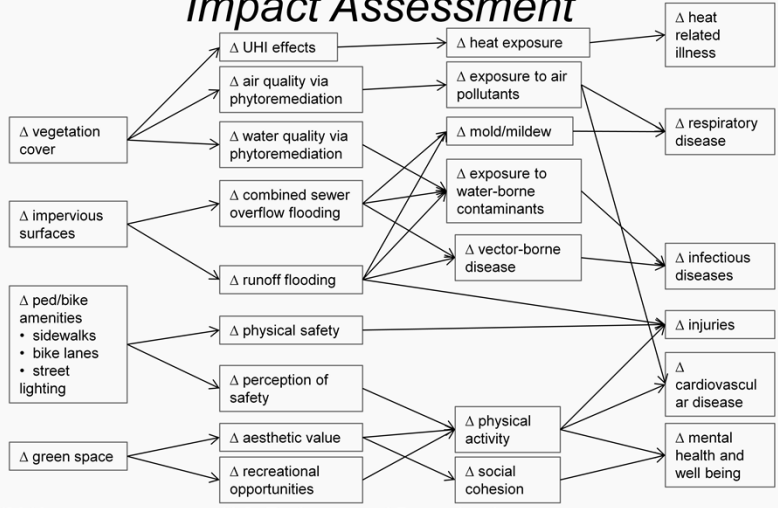 Impact Assessment
Δ vegetation
cover
Δ impervious
surfaces
Δ ped/bike
amenities
• sidewalks
• bike lanes
• street
lighting
Δ green space
Δ UHI effects
Δ air quality via
phytoremediation
Δ water quality via
phytoremediation
Δ combined sewer
overflow flooding
Δ runoff flooding
Δ physical safety
Δ perception of
safety
Δ aesthetic value
Δ recreational
opportunities
Δ heat exposure
Δ exposure to air
pollutants
Δ mold/mildew
Δ exposure to
water-borne
contaminants
Δ vector-borne
disease
Δ physical
activity
Δ social
cohesion
Δ heat
related
illness
Δ respiratory
disease
Δ infectious
diseases
Δ injuries
Δ
cardiovascul
ar disease
Δ mental
health and
well being